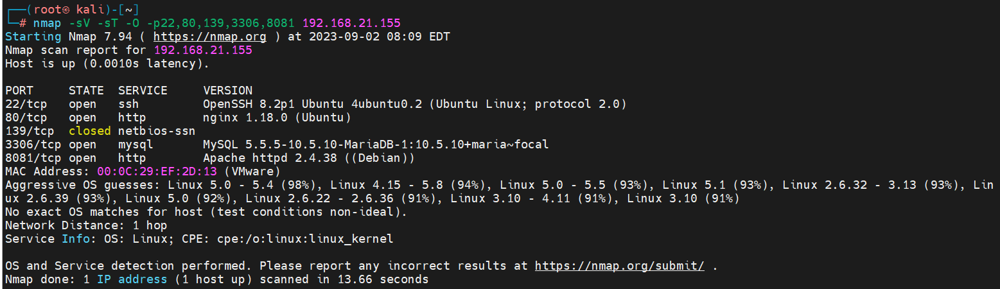 ┌──(root㉿ kali)-[~]
└─# nmap -sV -sT -O -p22,80,139,3306,8081 192.168.21.155
Starting Nmap 7.94 ( https://nmap.org ) at 2023-09-02 08:09 EDT
Nmap scan report for 192.168.21.155
Host is up (0.0010s latency).

PORT     STATE  SERVICE     VERSION
22/tcp   open   ssh         OpenSSH 8.2p1 Ubuntu 4ubuntu0.2 (Ubuntu Linux; protocol 2.0)
80/tcp   open   http        nginx 1.18.0 (Ubuntu)
139/tcp  closed netbios-ssn
3306/tcp open   mysql       MySQL 5.5.5-10.5.10-MariaDB-1:10.5.10+maria~focal
8081/tcp open   http        Apache httpd 2.4.38 ((Debian))
MAC Address: 00:0C:29:EF:2D:13 (VMware)
Aggressive OS guesses: Linux 5.0 - 5.4 (98%), Linux 4.15 - 5.8 (94%), Linux 5.0 - 5.5 (93%), Linux 5.1 (93%), Linux 2.6.32 - 3.13 (93%), Lin
ux 2.6.39 (93%), Linux 5.0 (92%), Linux 2.6.22 - 2.6.36 (91%), Linux 3.10 - 4.11 (91%), Linux 3.10 (91%)
No exact OS matches for host (test conditions non-ideal).
Network Distance: 1 hop
Service Info: OS: Linux; CPE: cpe:/o:linux:linux_kernel

OS and Service detection performed. Please report any incorrect results at https://nmap.org/submit/ .
Nmap done: 1 IP address (1 host up) scanned in 13.66 seconds